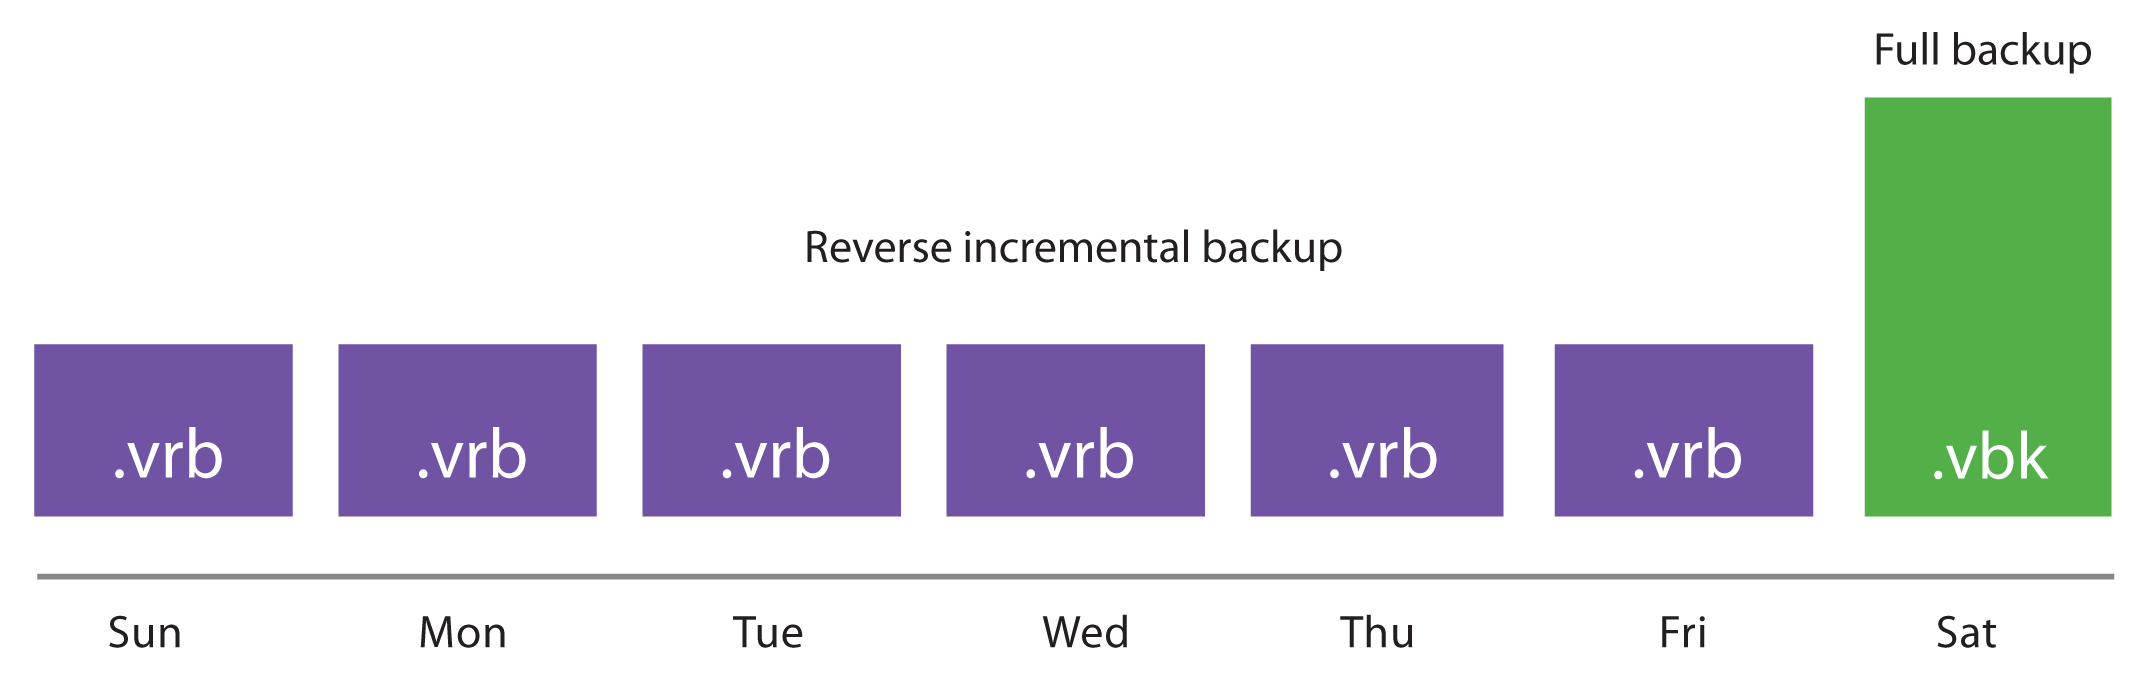 Full backup
Reverse incremental backup
.vrb .vrb .vrb .vrb .vrb .vrb .vbk
Sun Mon Tue Wed Thu Fri Sat